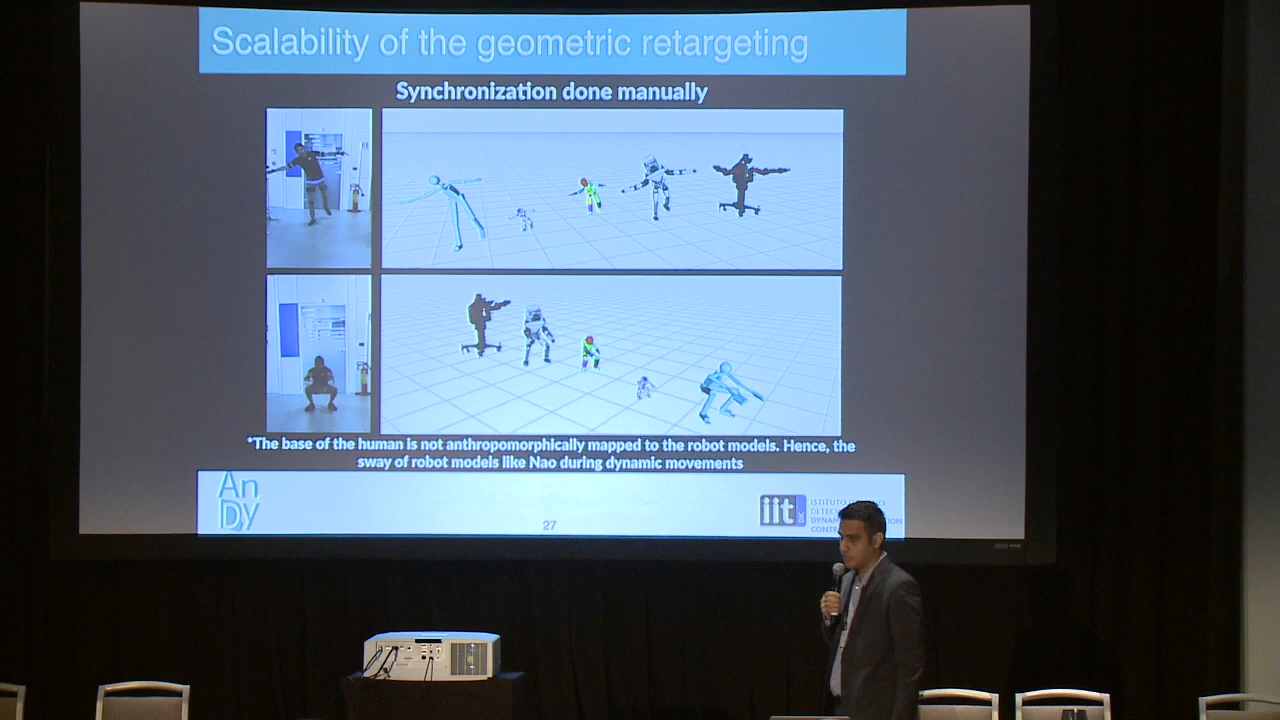 Scalability of the geometric retargeting
Synchronization done manually
*The base of the human is not anthropomorphically mapped to the robot models. Hence, the
sway of robot models like Nao during dynamic movements
An
Dy
27
iit
ISTITUTO